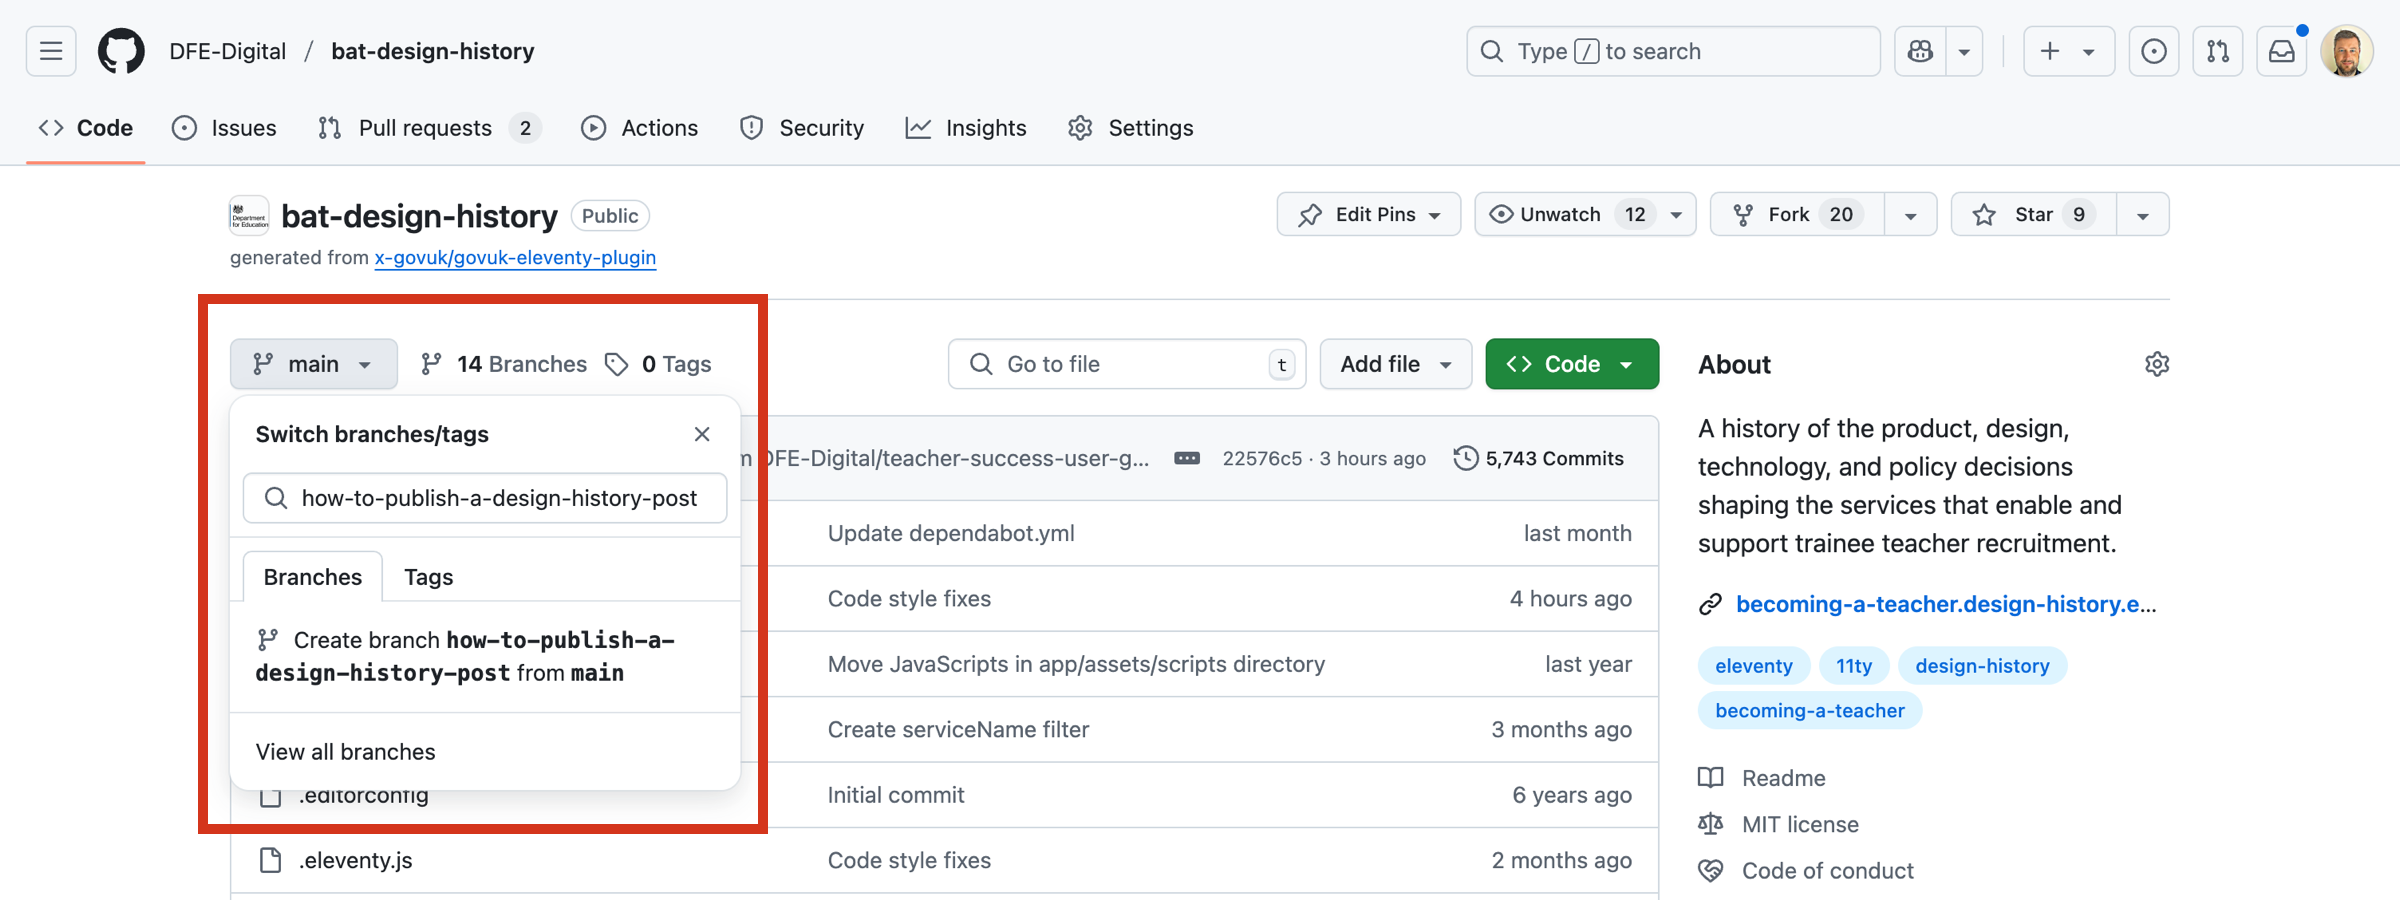 DFE-Digital / bat-design-history
Type / to search
Code
Issues
Pull requests 2
Actions
Security
Insights
Settings
Department for Education
bat-design-history Public
Edit Pins
Unwatch 12
Fork 20
Star 9
generated from x-govuk/govuk-eleventy-plugin
main
14 Branches
0 Tags
Go to file t
Add file
Code
Switch branches/tags
how-to-publish-a-design-history-post
Branches
Tags
Create branch how-to-publish-a-
design-history-post from main
View all branches
DFE-Digital/teacher-success-user-g...
22576c5 · 3 hours ago
5,743 Commits
Update dependabot.yml last month
Code style fixes 4 hours ago
Move JavaScripts in app/assets/scripts directory last year
Create serviceName filter 3 months ago
.editorconfig Initial commit 6 years ago
.eleventy.js Code style fixes 2 months ago
About
A history of the product, design,
technology, and policy decisions
shaping the services that enable and
support trainee teacher recruitment.
becoming-a-teacher.design-history.e...
eleventy 11ty design-history
becoming-a-teacher
Readme
MIT license
Code of conduct